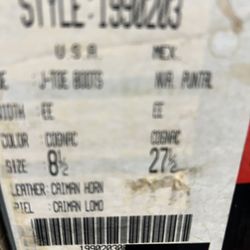 STYLE: 1990203
U.S.A. MEX.
E : J-TOE BOOTS NVA. PUNTAL
WIDTH : EE EE
COLOR : COGNAC COGNAC
SIZE : 8½ 27½
LEATHER: CAIMAN HORN
PIEL : CAIMAN LOMO